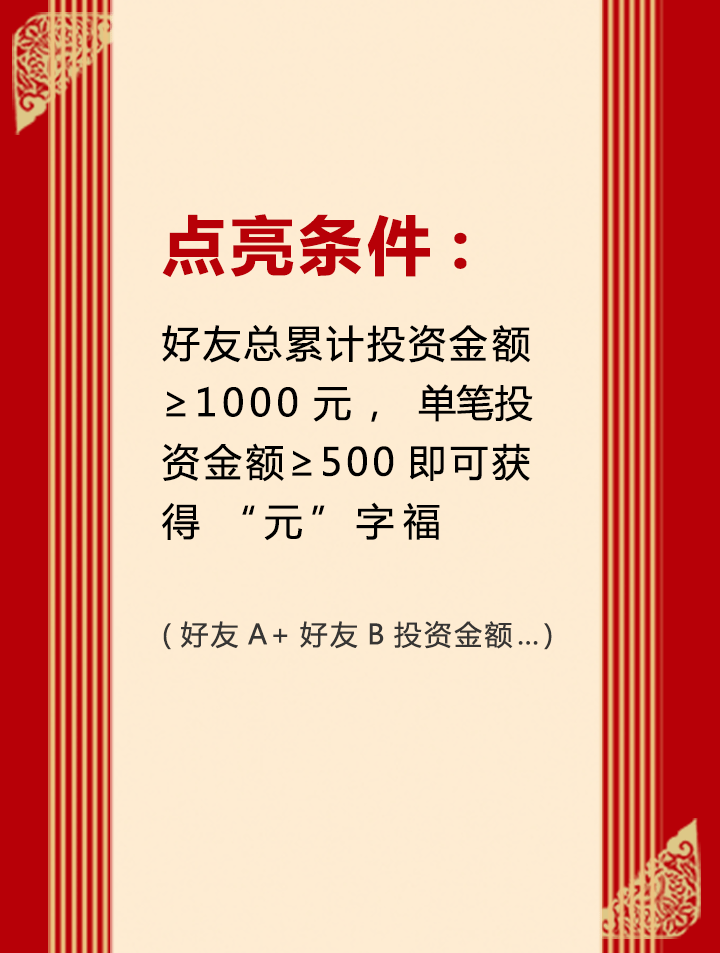 点亮条件：
好友总累计投资金额
≥1000 元 ， 单笔投
资金额≥500 即可获
得 “元” 字福
(好友 A+ 好友 B 投资金额...)